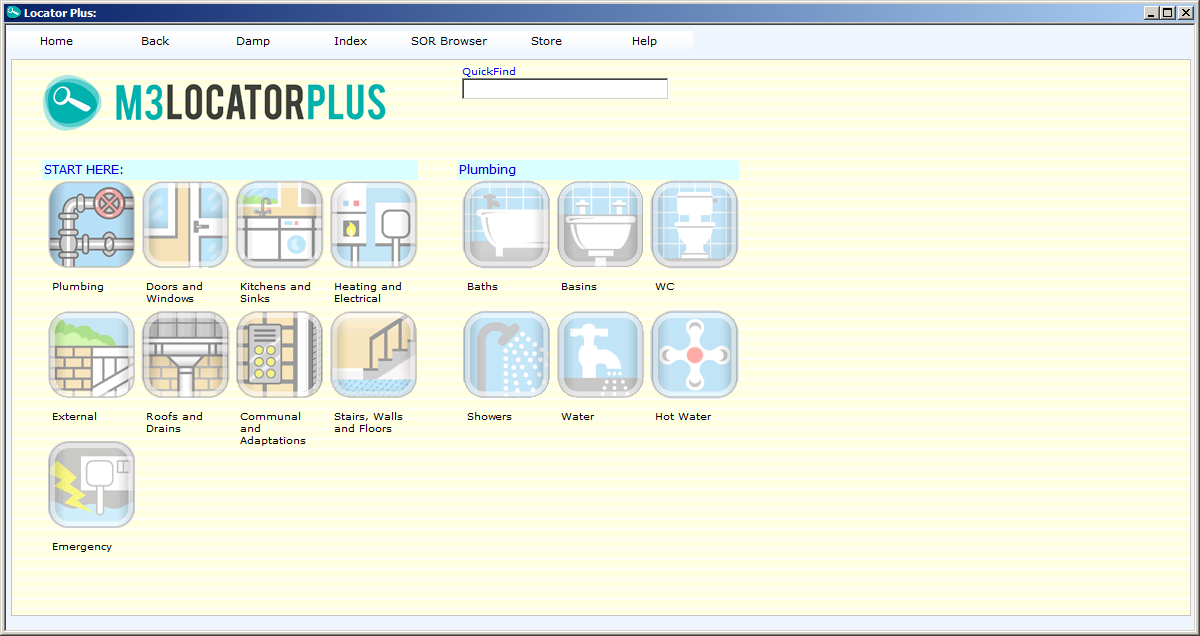 Locator Plus:
Home Back Damp Index SOR Browser Store Help
QuickFind
M3LOCATORPLUS
START HERE:
Plumbing
Doors and
Windows
Kitchens and
Sinks
Heating and
Electrical
External
Roofs and
Drains
Communal
and
Adaptations
Stairs, Walls
and Floors
Emergency
Plumbing
Baths
Basins
WC
Showers
Water
Hot Water